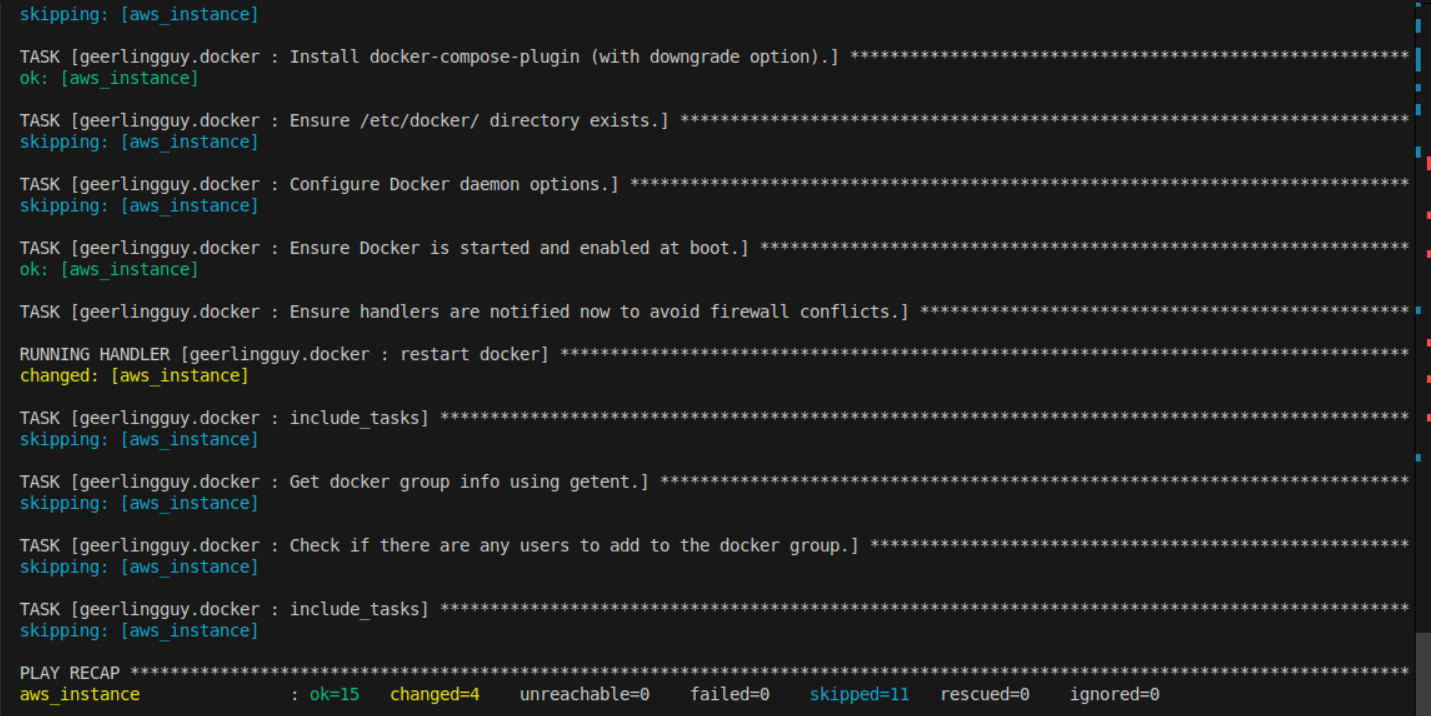 skipping: [aws_instance]
TASK [geerlingguy.docker : Install docker-compose-plugin (with downgrade option).] ********************************************************
ok: [aws_instance]
TASK [geerlingguy.docker : Ensure /etc/docker/ directory exists.] *************************************************************************
skipping: [aws_instance]
TASK [geerlingguy.docker : Configure Docker daemon options.] ******************************************************************************
skipping: [aws_instance]
TASK [geerlingguy.docker : Ensure Docker is started and enabled at boot.] *****************************************************************
ok: [aws_instance]
TASK [geerlingguy.docker : Ensure handlers are notified now to avoid firewall conflicts.] *************************************************
RUNNING HANDLER [geerlingguy.docker : restart docker] *************************************************************************************
changed: [aws_instance]
TASK [geerlingguy.docker : include_tasks] *************************************************************************************************
skipping: [aws_instance]
TASK [geerlingguy.docker : Get docker group info using getent.] ***************************************************************************
skipping: [aws_instance]
TASK [geerlingguy.docker : Check if there are any users to add to the docker group.] ******************************************************
skipping: [aws_instance]
TASK [geerlingguy.docker : include_tasks] *************************************************************************************************
skipping: [aws_instance]
PLAY RECAP ********************************************************************************************************************************
aws_instance               : ok=15   changed=4    unreachable=0    failed=0    skipped=11   rescued=0    ignored=0